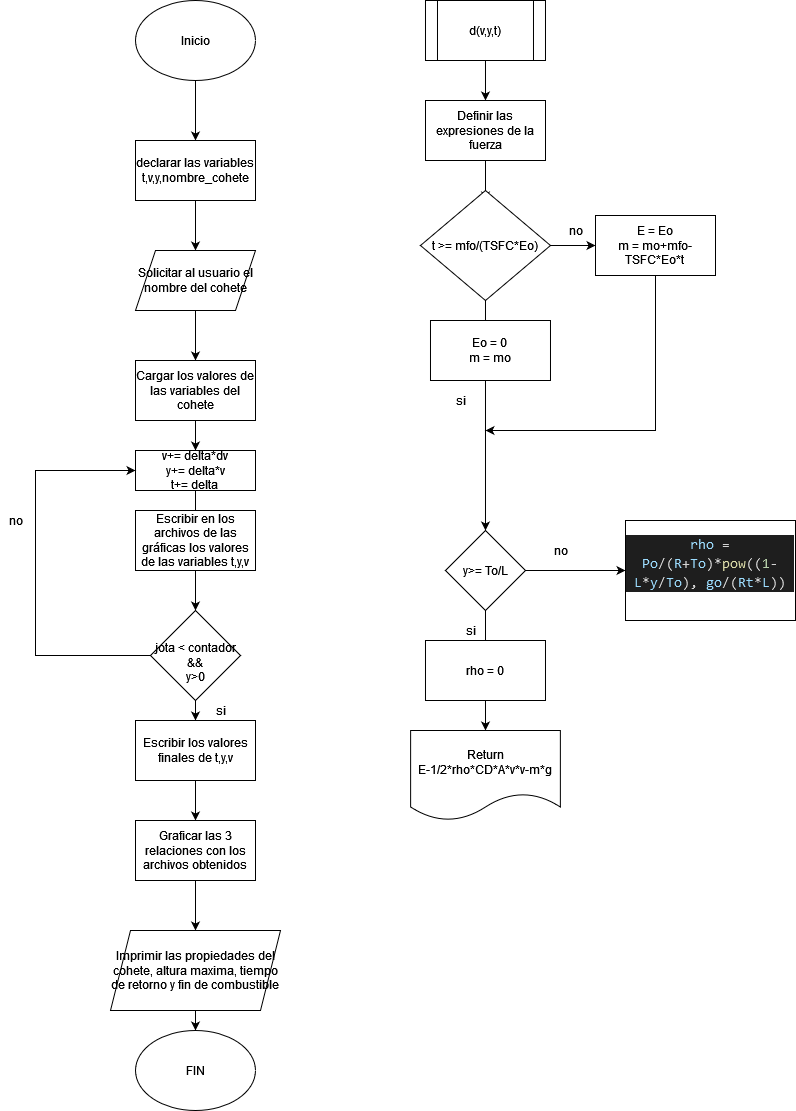 Inicio
declarar las variables
t,v,y,nombre_cohete
Solicitar al usuario el
nombre del cohete
Cargar los valores de
las variables del
cohete
v+= delta*dv
y+= delta*v
t+= delta
no
Escribir en los
archivos de las
gráficas los valores
de las variables t,y,v
jota < contador
&&
y>0
si
Escribir los valores
finales de t,y,v
Graficar las 3
relaciones con los
archivos obtenidos
Imprimir las propiedades del
cohete, altura maxima, tiempo
de retorno y fin de combustible
FIN
d(v,y,t)
Definir las
expresiones de la
fuerza
t >= mfo/(TSFC*Eo)
no
E = Eo
m = mo+mfo-
TSFC*Eo*t
Eo = 0
m = mo
si
y>= To/L
no
rho =
Po/(R+To)*pow((1-
L*y/To), go/(Rt*L))
si
rho = 0
Return
E-1/2*rho*CD*A*v*v-m*g